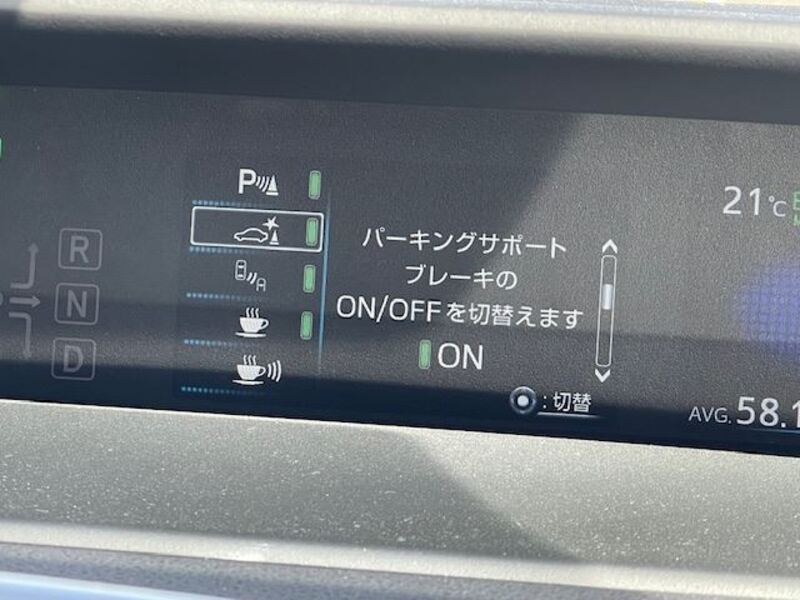 P
21℃
R
N
D
パーキングサポート
ブレーキの
ON/OFFを切替えます
ON
:切替
AVG. 58.1